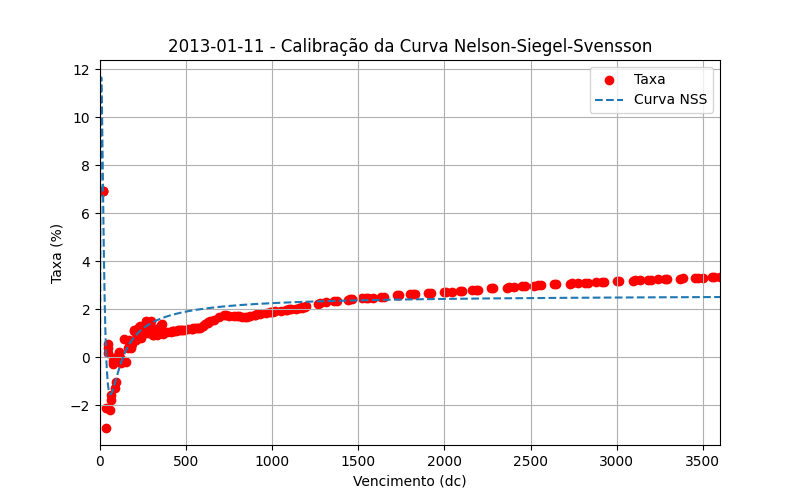 2013-01-11 - Calibração da Curva Nelson-Siegel-Svensson
Taxa
Curva NSS
Taxa (%)
12
10
8
6
4
2
0
−2
0 500 1000 1500 2000 2500 3000 3500
Vencimento (dc)